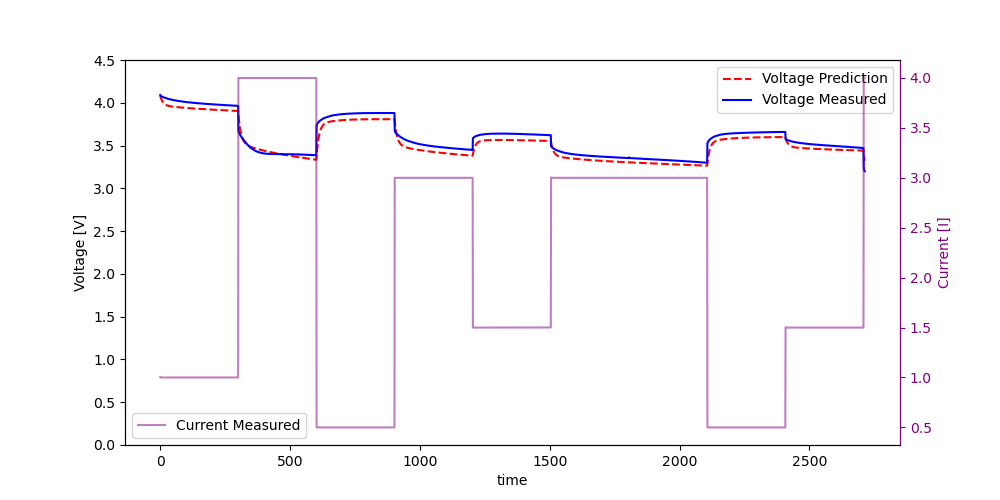 4.5
4.0
3.5
3.0
2.5
2.0
1.5
1.0
0.5
0.0
Voltage [V]
Voltage Prediction
Voltage Measured
Current Measured
4.0
3.5
3.0
2.5
2.0
1.5
1.0
0.5
Current [I]
0 500 1000 1500 2000 2500
time